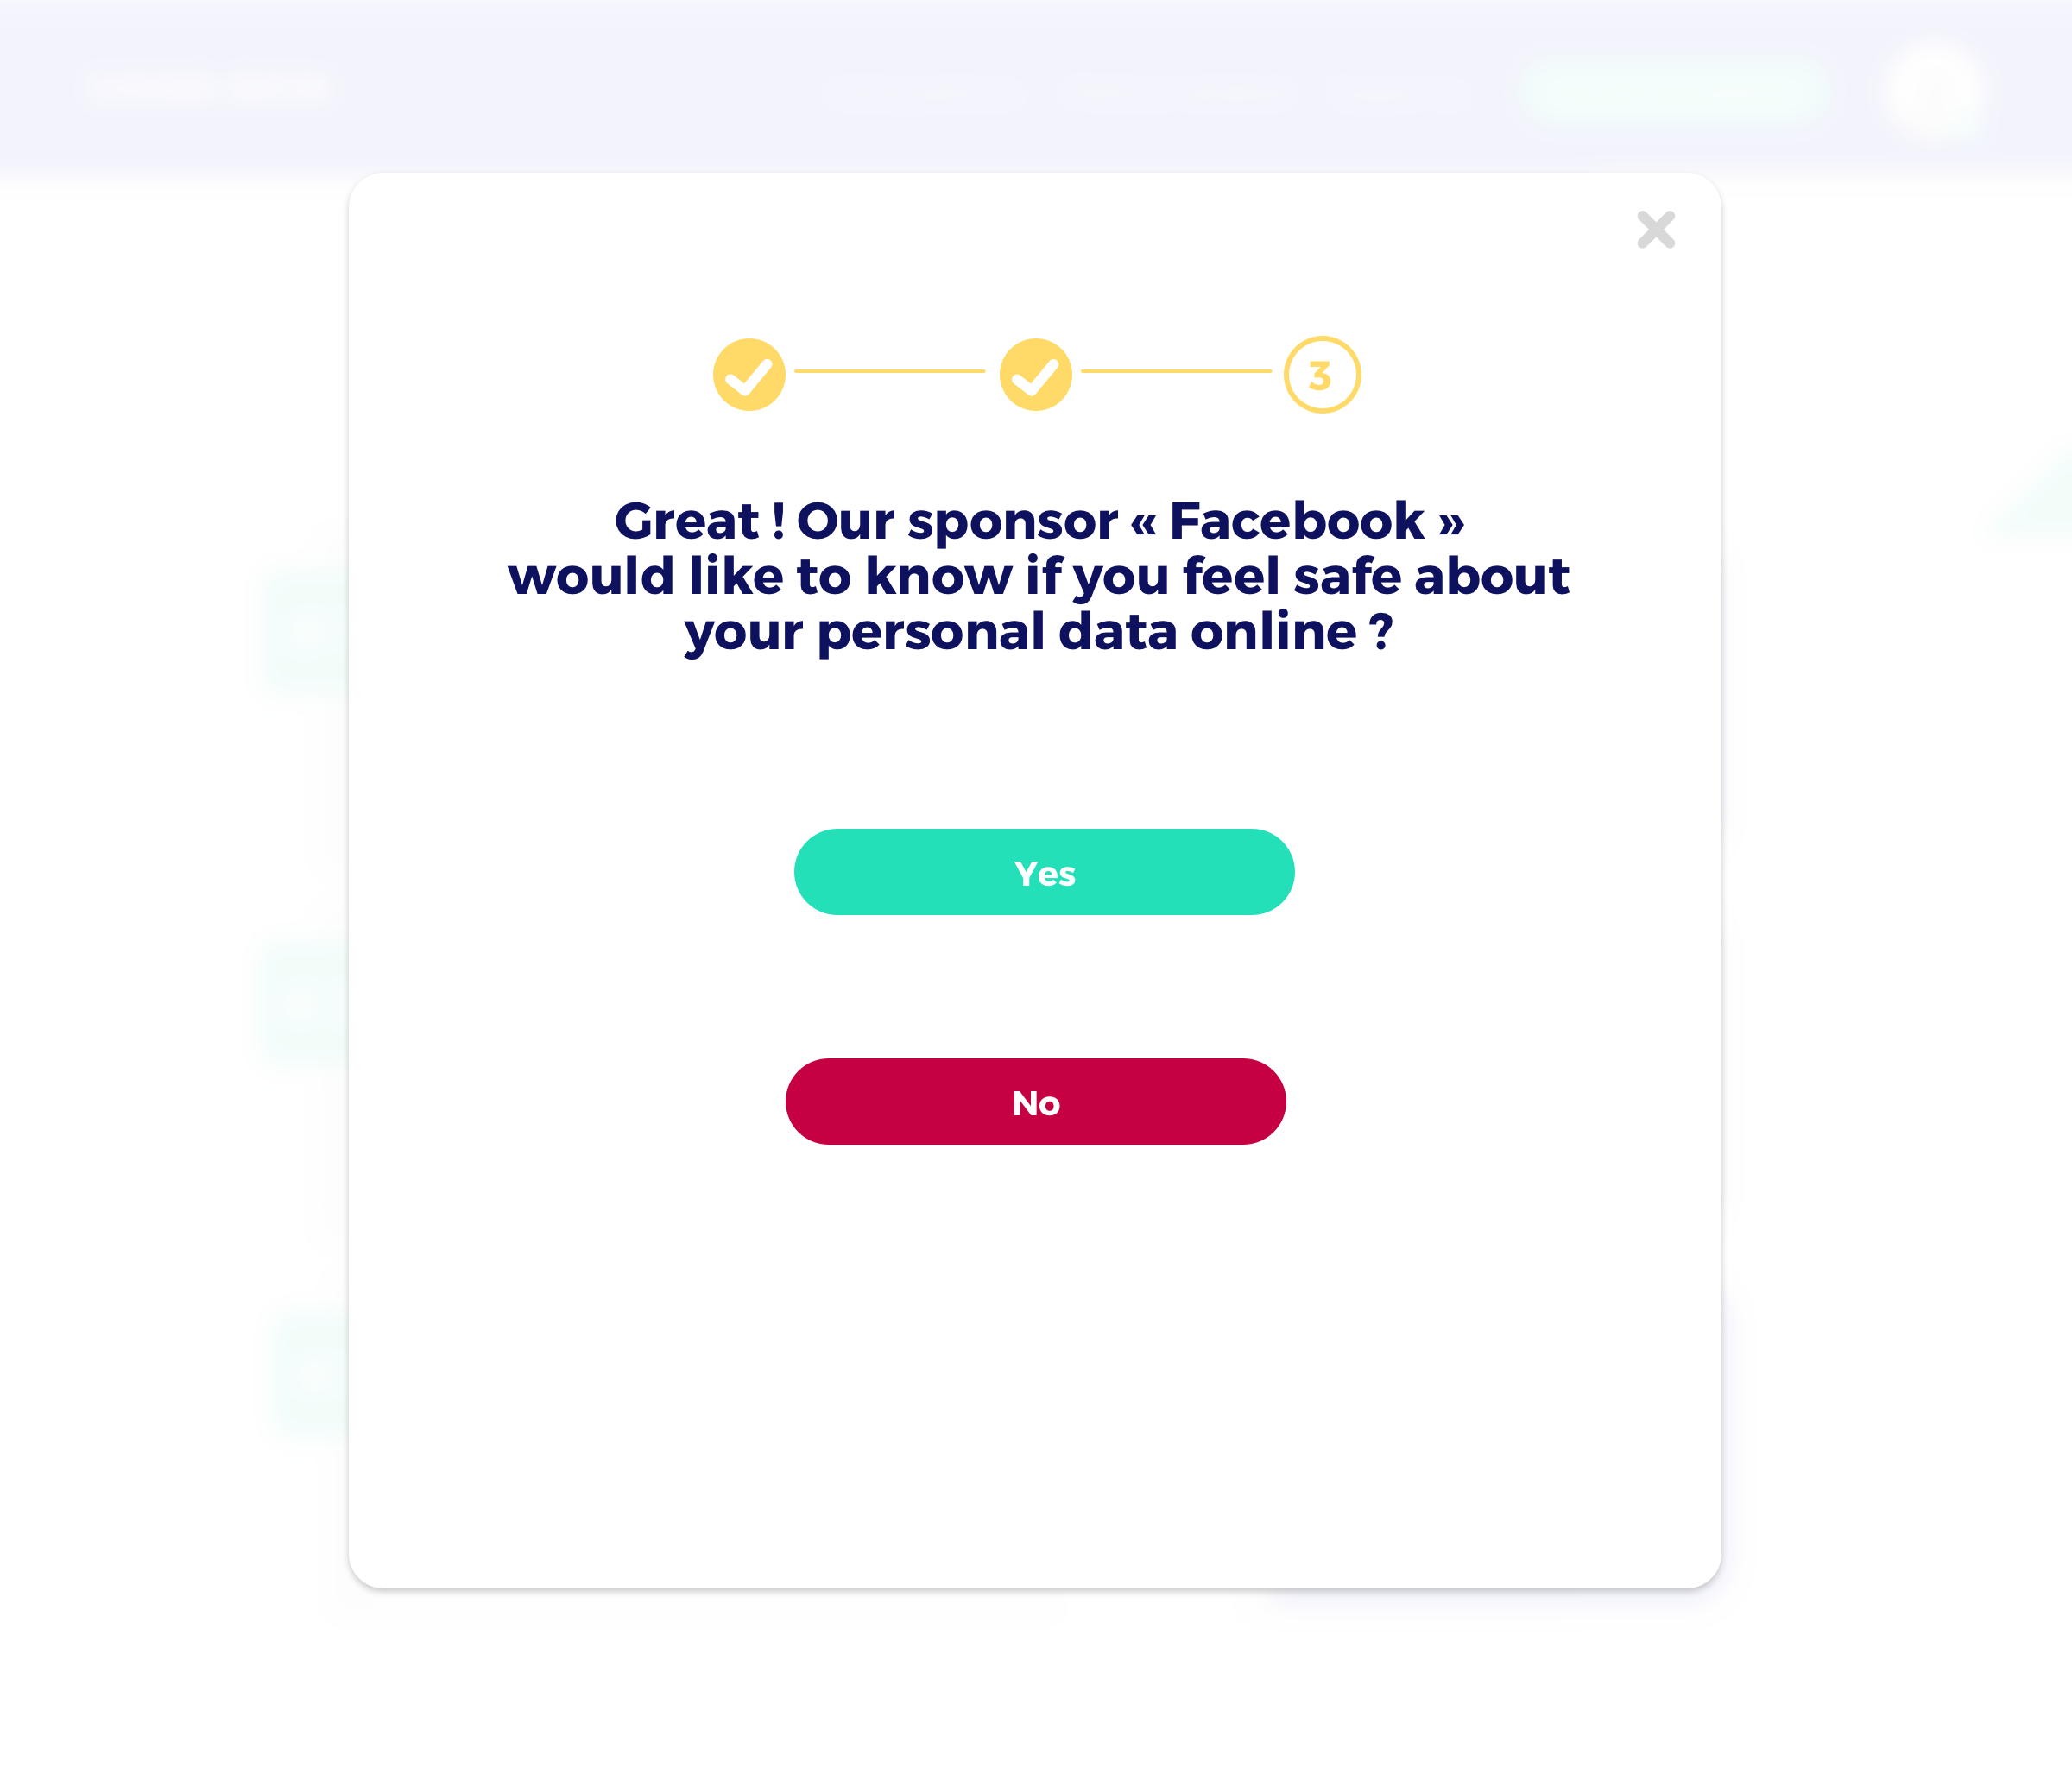 3
Great ! Our sponsor « Facebook »
would like to know if you feel safe about
your personal data online ?
Yes
No